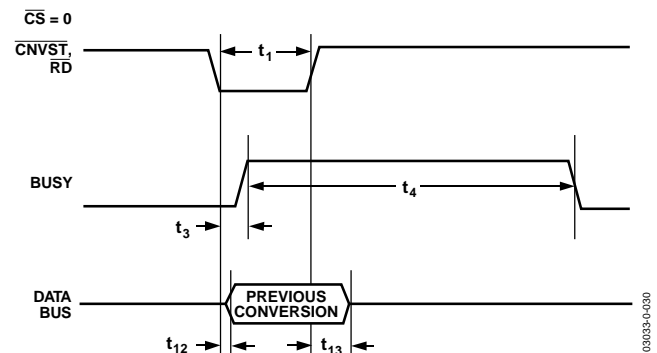 CS = 0
CNVST,
RD
t1
BUSY
t4
t3
DATA
BUS
PREVIOUS
CONVERSION
t12
t13
03033-0-030